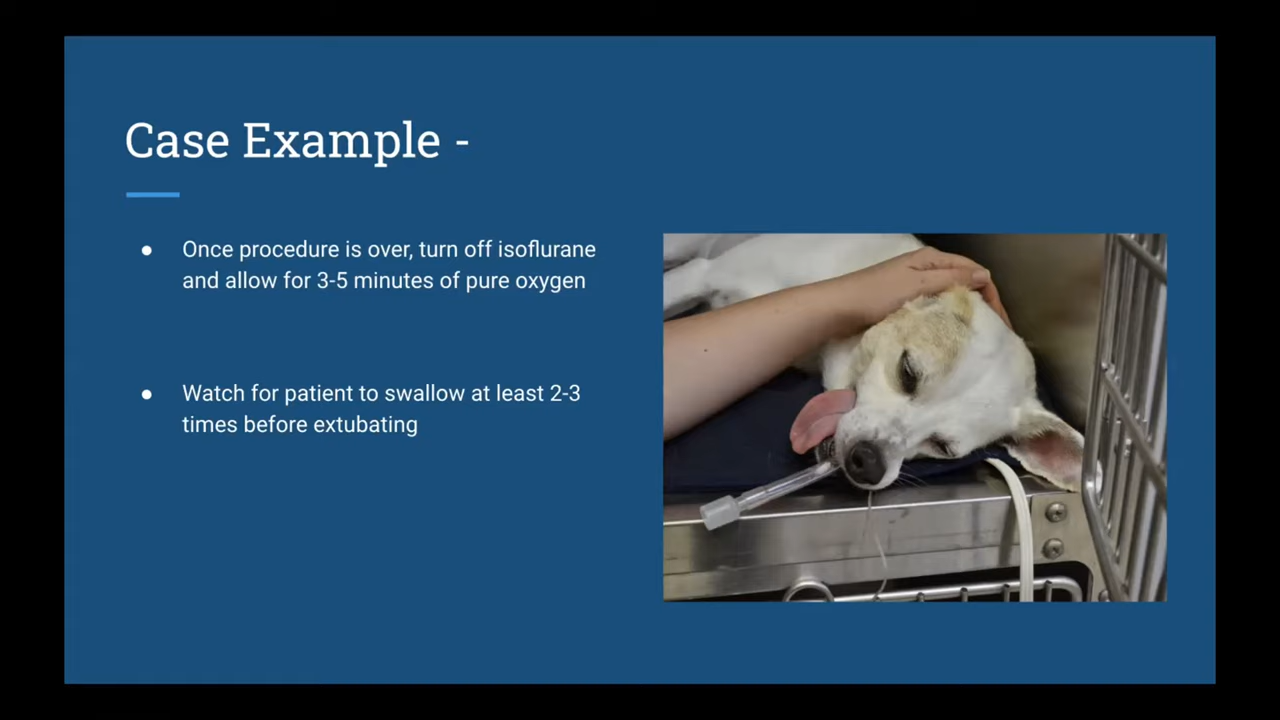 Case Example -
● Once procedure is over, turn off isoflurane
and allow for 3-5 minutes of pure oxygen
● Watch for patient to swallow at least 2-3
times before extubating